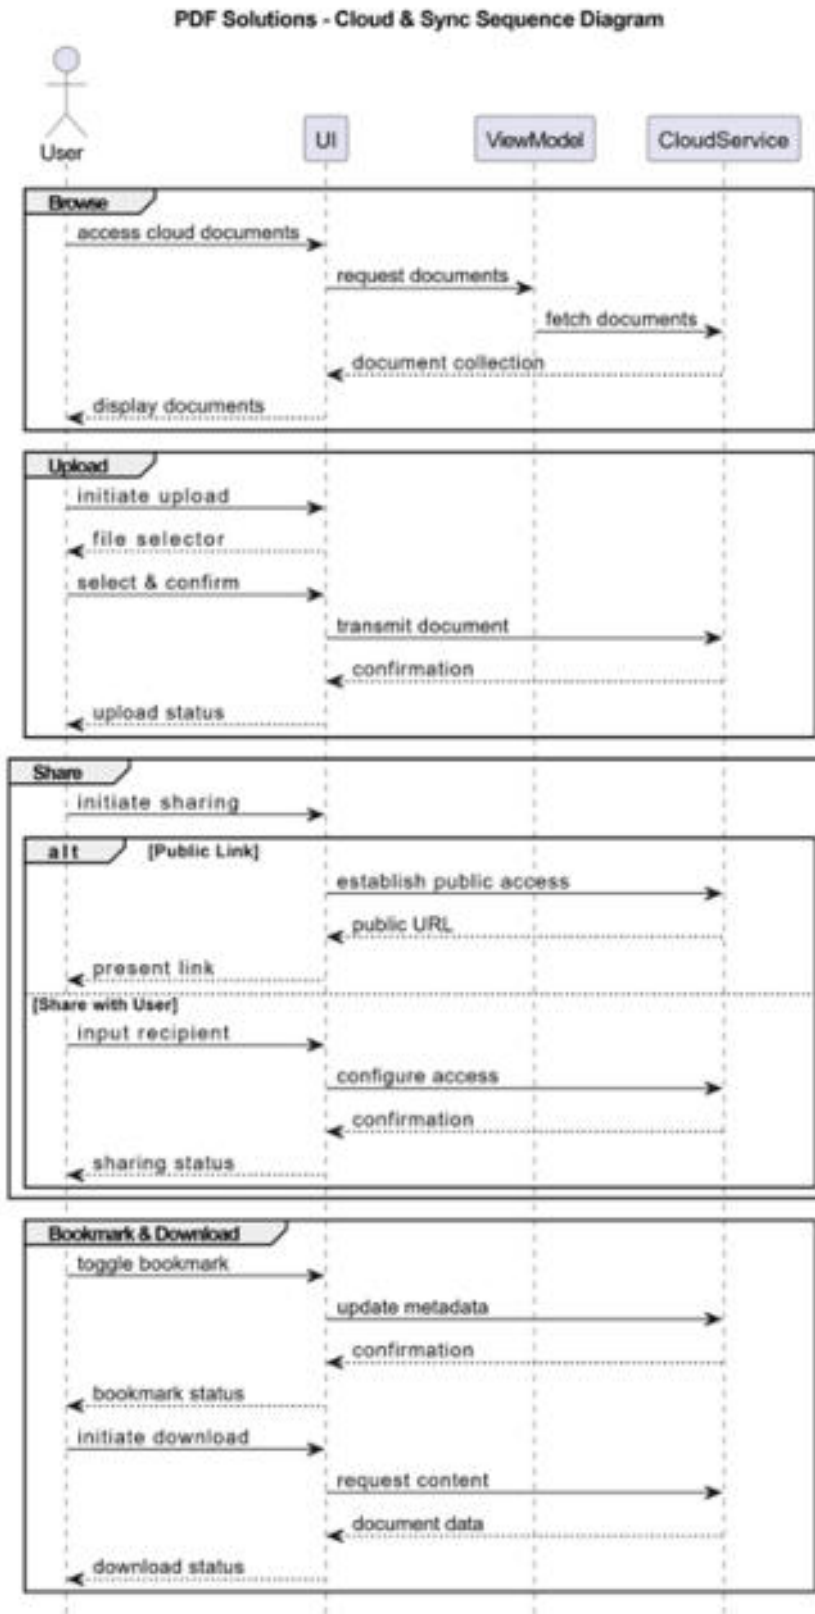 PDF Solutions - Cloud & Sync Sequence Diagram
User
UI
ViewModel
CloudService
Browse
access cloud documents
request documents
fetch documents
document collection
display documents
Upload
initiate upload
file selector
select & confirm
transmit document
confirmation
upload status
Share
initiate sharing
alt [Public Link]
establish public access
public URL
present link
[Share with User]
input recipient
configure access
confirmation
sharing status
Bookmark & Download
toggle bookmark
update metadata
confirmation
bookmark status
initiate download
request content
document data
download status